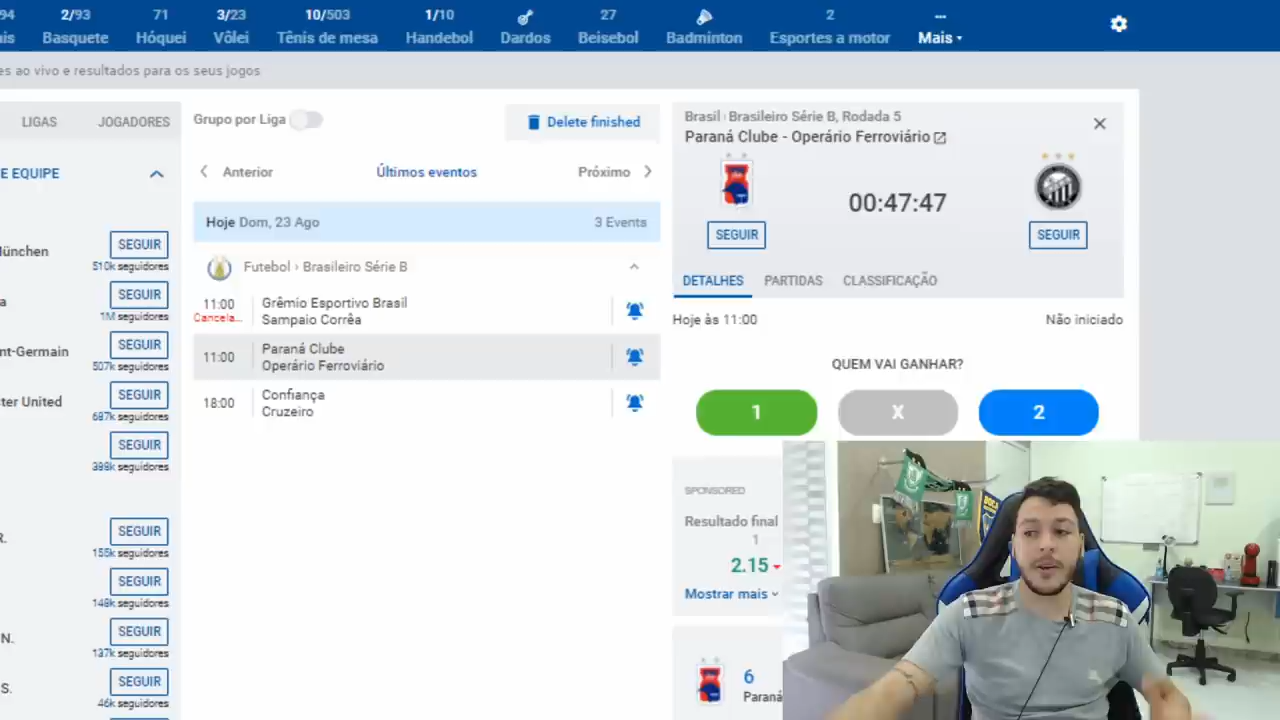 94 2/93 71 3/23 10/503 1/10 27 2 ...
is Basquete Hóquei Vôlei Tênis de mesa Handebol Dardos Beisebol Badminton Esportes a motor Mais
es ao vivo e resultados para os seus jogos
LIGAS JOGADORES
E EQUIPE
München SEGUIR
510k seguidores
a SEGUIR
1M seguidores
nt-Germain SEGUIR
507k seguidores
ter United SEGUIR
687k seguidores
SEGUIR
388k seguidores
R. SEGUIR
155k seguidores
SEGUIR
148k seguidores
N. SEGUIR
137k seguidores
S. SEGUIR
46k seguidores
Grupo por Liga Delete finished
Anterior Últimos eventos Próximo
Hoje Dom, 23 Ago 3 Events
Futebol › Brasileiro Série B
11:00 Grêmio Esportivo Brasil
Cancela... Sampaio Corrêa
11:00 Paraná Clube
Operário Ferroviário
18:00 Confiança
Cruzeiro
Brasil › Brasileiro Série B, Rodada 5
Paraná Clube - Operário Ferroviário
00:47:47
SEGUIR SEGUIR
DETALHES PARTIDAS CLASSIFICAÇÃO
Hoje às 11:00 Não iniciado
QUEM VAI GANHAR?
1 X 2
SPONSORED
Resultado final
1
2.15
Mostrar mais
6
Paraná